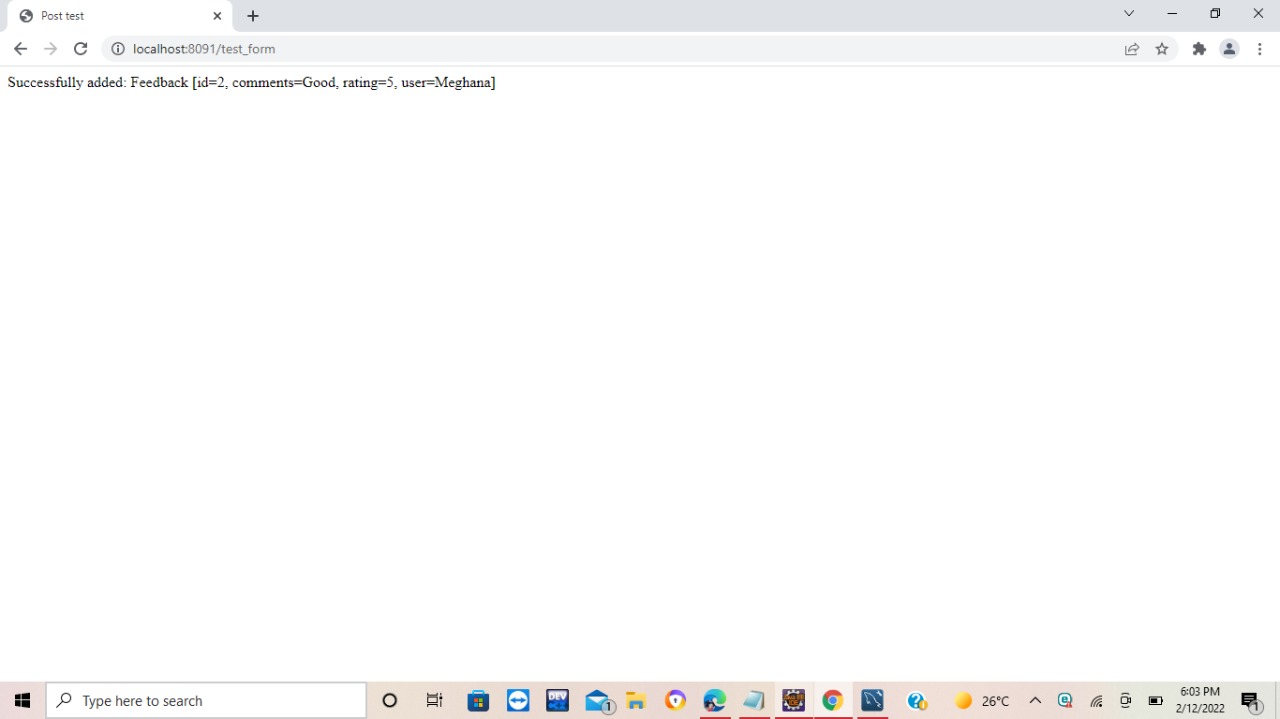 Post test
localhost:8091/test_form
Successfully added: Feedback [id=2, comments=Good, rating=5, user=Meghana]
Type here to search
DEV
1
26°C
6:03 PM
2/12/2022
1